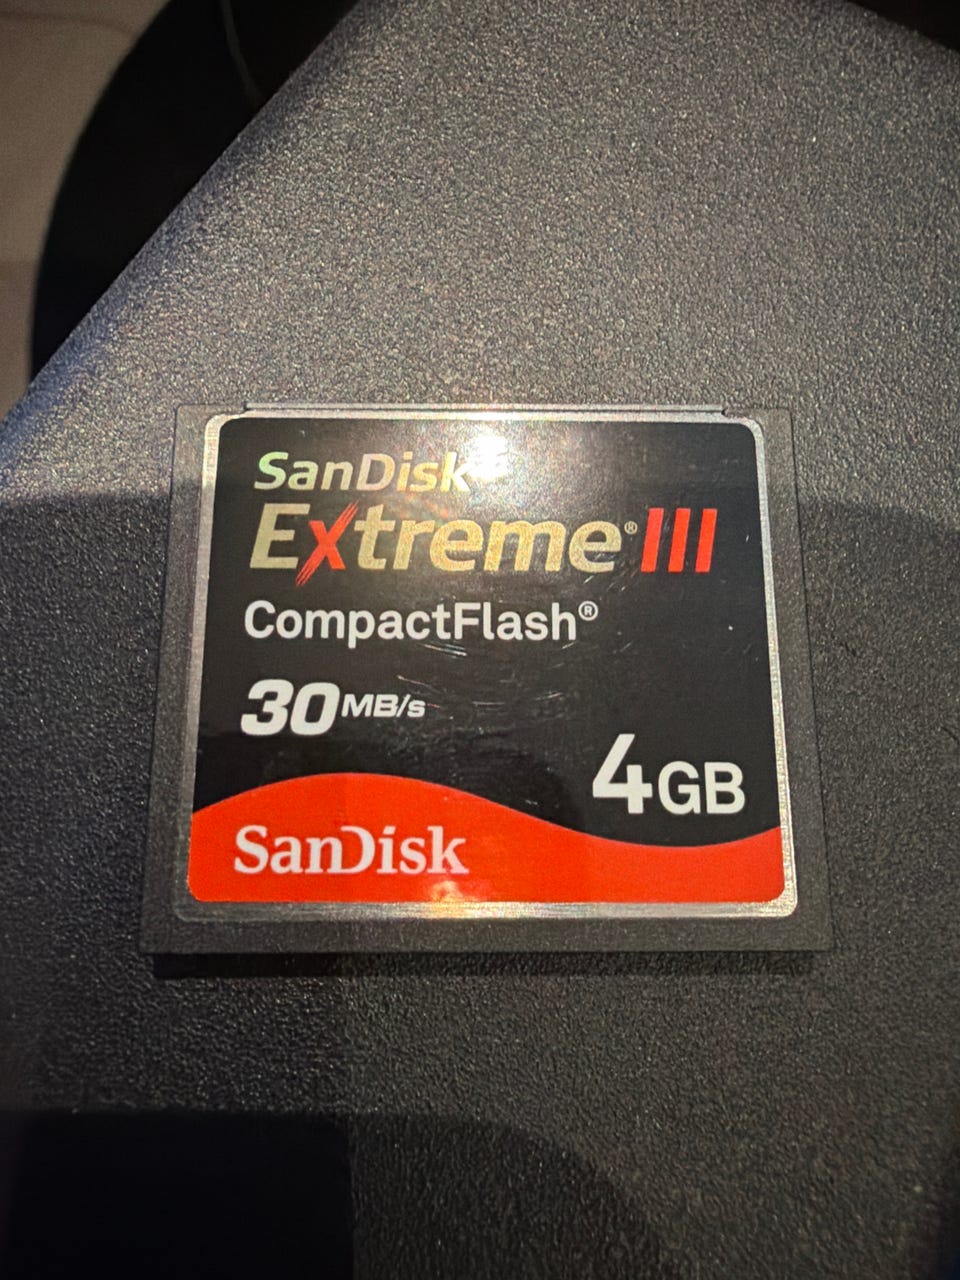 SanDisk
Extreme® III
CompactFlash®
30MB/s
4GB
SanDisk